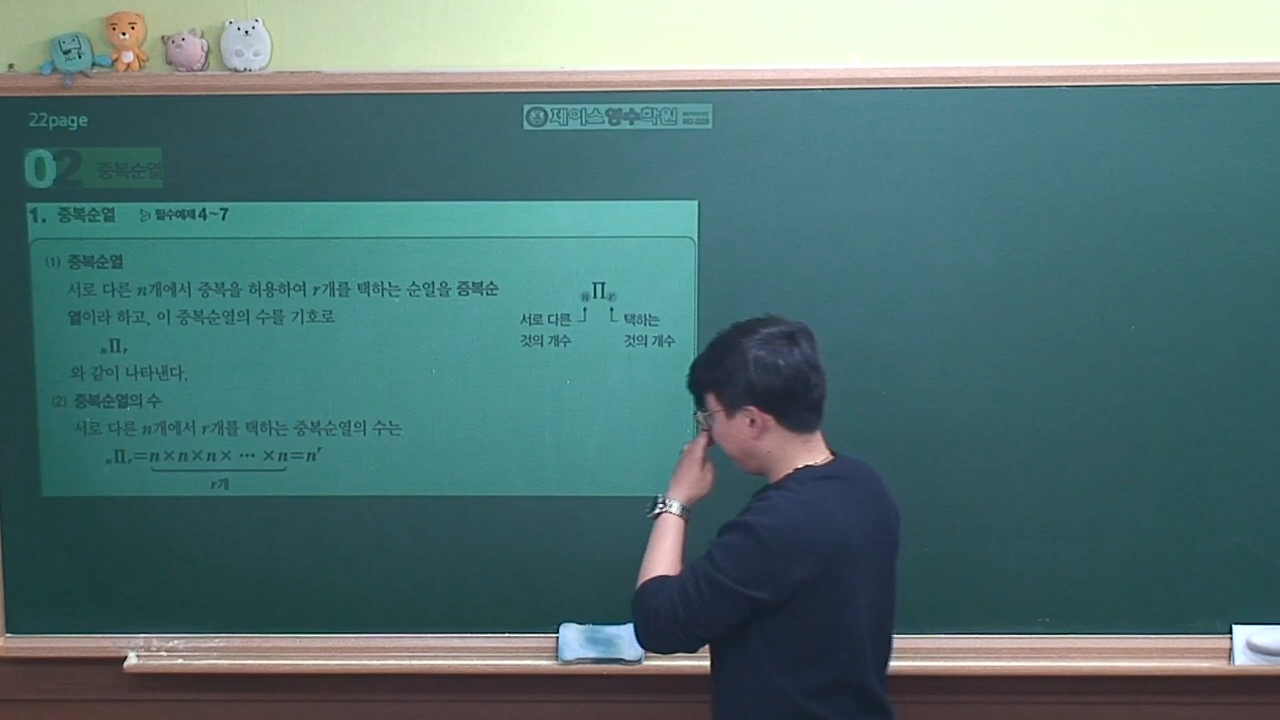 22page
제이스영수학원
02 중복순열
1. 중복순열 ▷ 필수예제 4~7
(1) 중복순열
서로 다른 n개에서 중복을 허용하여 r개를 택하는 순열을 중복순
열이라 하고, 이 중복순열의 수를 기호로
ₙΠᵣ
와 같이 나타낸다.
ₙΠᵣ
서로 다른 택하는
것의 개수 것의 개수
(2) 중복순열의 수
서로 다른 n개에서 r개를 택하는 중복순열의 수는
ₙΠᵣ=n×n×n× ⋯ ×n=nʳ
r개